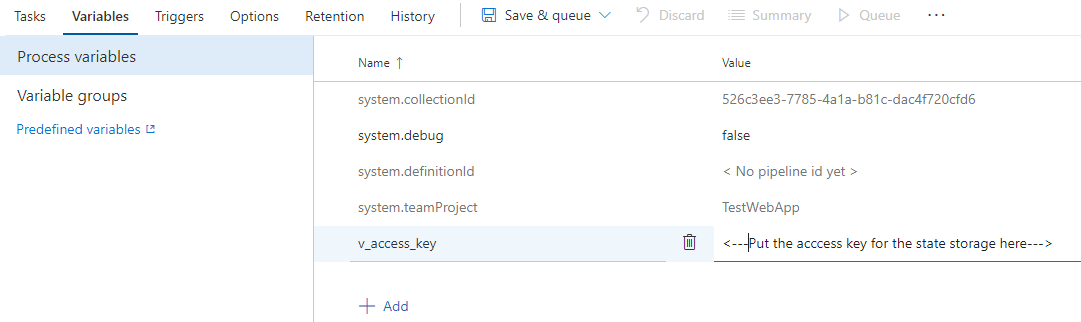 Tasks Variables Triggers Options Retention History Save & queue Discard Summary Queue ...
Process variables
Variable groups
Predefined variables
Name ↑ Value
system.collectionId 526c3ee3-7785-4a1a-b81c-dac4f720cfd6
system.debug false
system.definitionId < No pipeline id yet >
system.teamProject TestWebApp
v_access_key <---Put the acccess key for the state storage here--->
+ Add